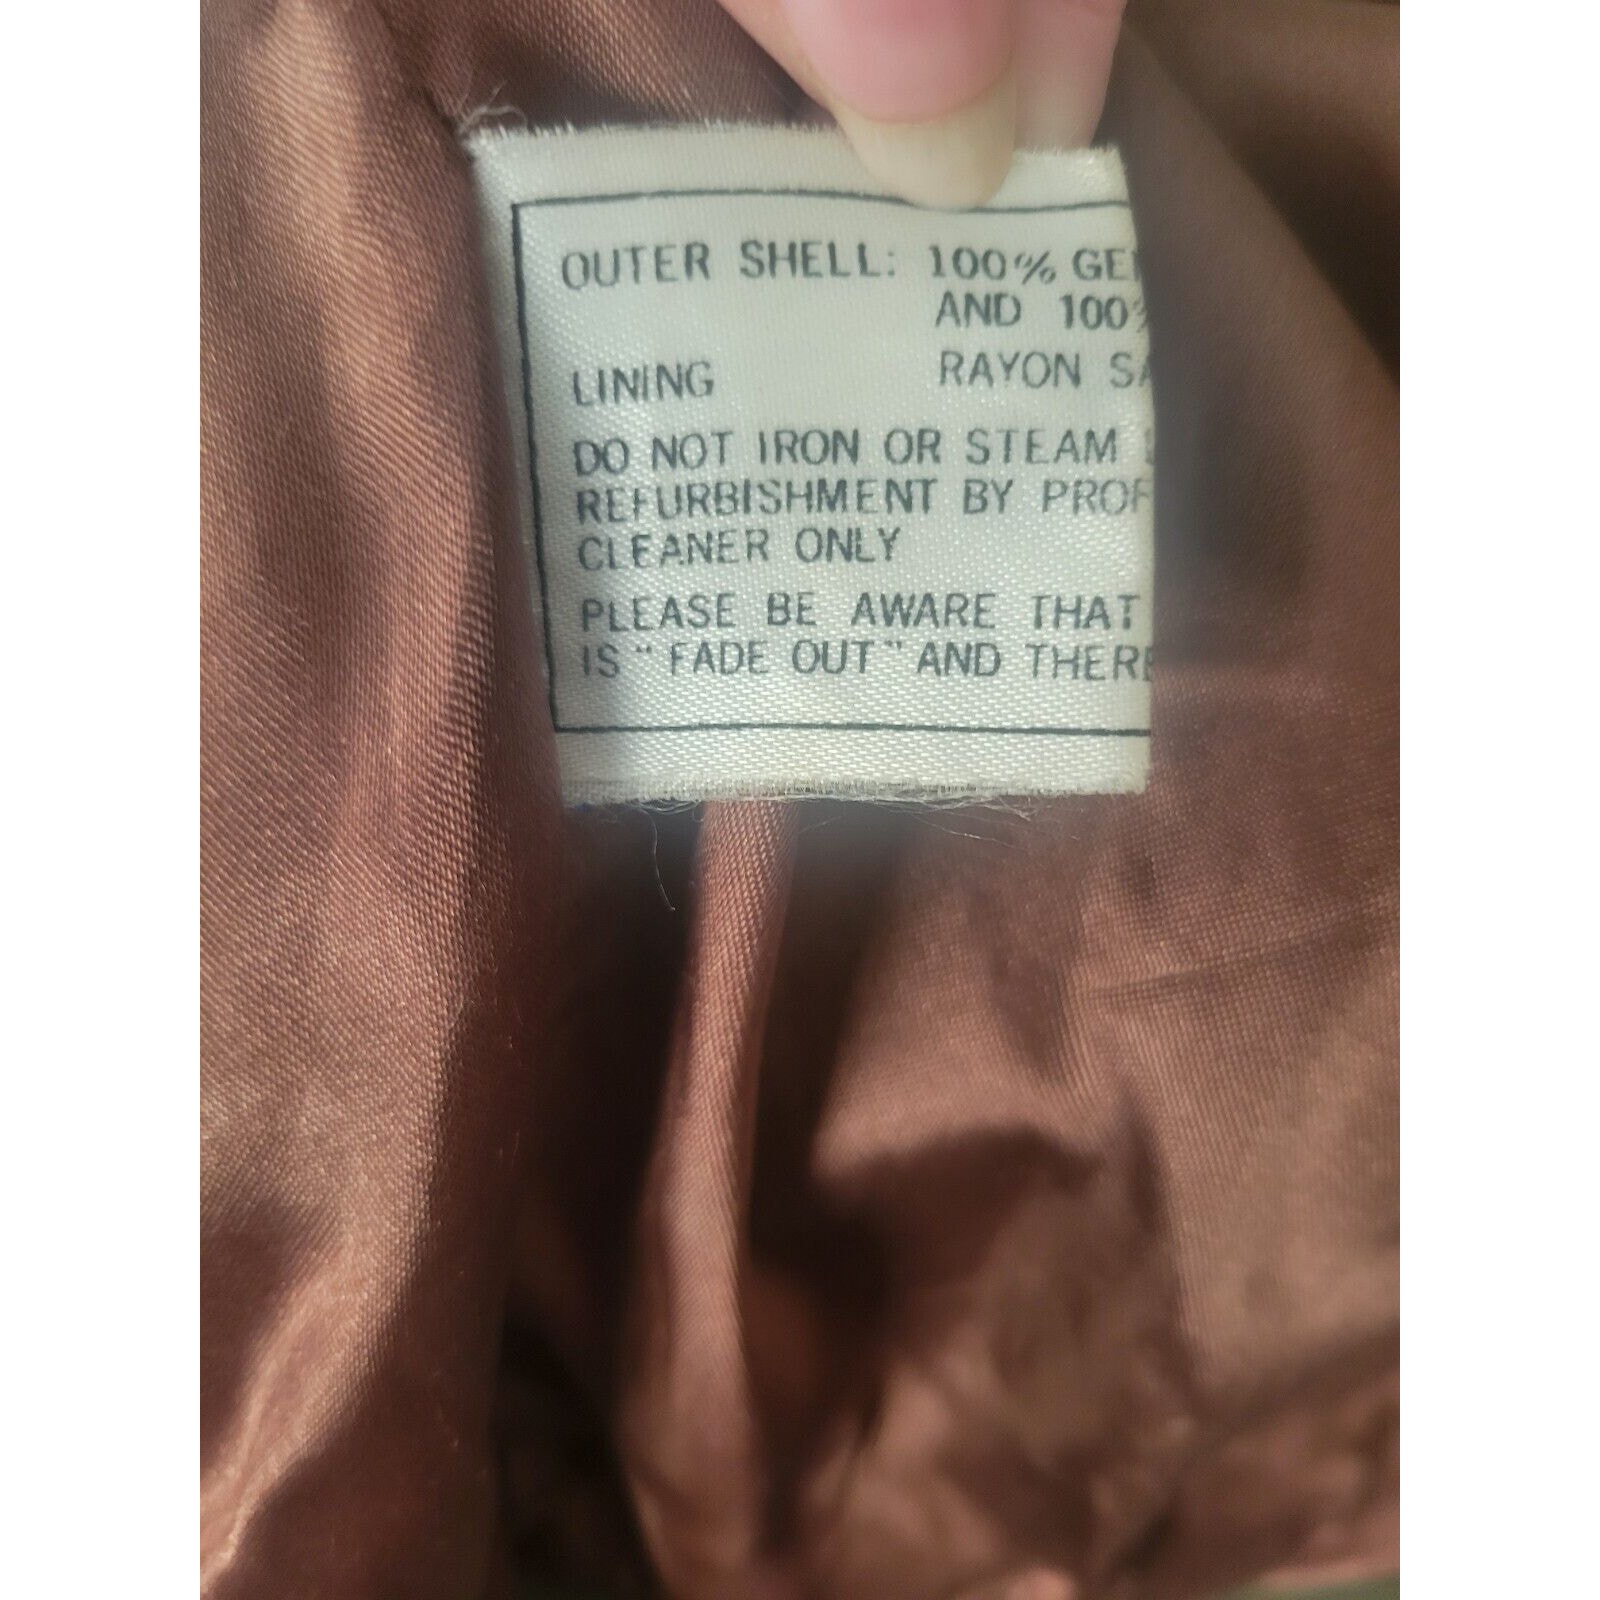 OUTER SHELL: 100% GE
AND 100%
LINING RAYON SA
DO NOT IRON OR STEAM
REFURBISHMENT BY PROF
CLEANER ONLY
PLEASE BE AWARE THAT
IS "FADE OUT" AND THERE